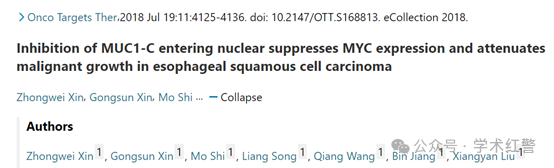 Onco Targets Ther.2018 Jul 19:11:4125-4136. doi: 10.2147/OTT.S168813. eCollection 2018.
Inhibition of MUC1-C entering nuclear suppresses MYC expression and attenuates
malignant growth in esophageal squamous cell carcinoma
Zhongwei Xin, Gongsun Xin, Mo Shi ... — Collapse
Authors
Zhongwei Xin 1, Gongsun Xin 1, Mo Shi 1, Liang Song 1, Qiang Wang 1, Bin Jiang 1, Xiangyan Liu 1
公众号 · 学术红警